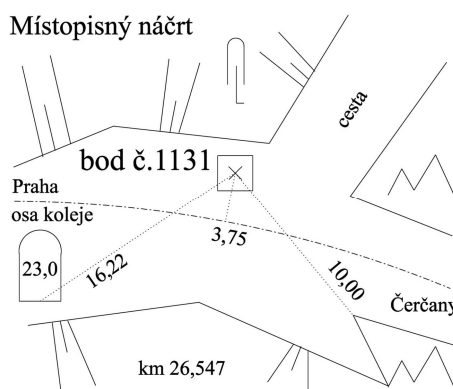 Místopisný náčrt
cesta
bod č.1131
Praha
osa koleje
3,75
23,0
16,22
10,00
Čerčany
km 26,547